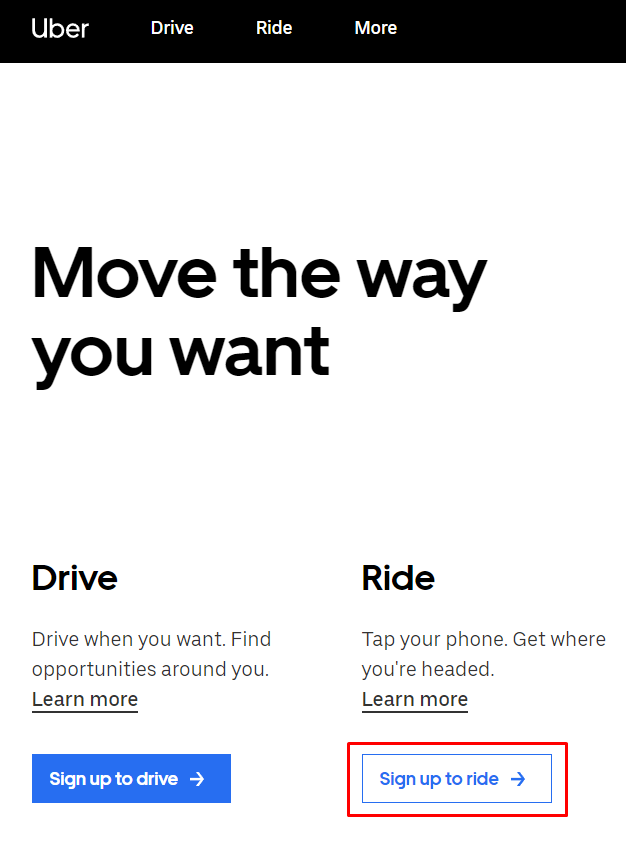 Uber Drive Ride More
Move the way
you want
Drive
Drive when you want. Find
opportunities around you.
Learn more
Sign up to drive →
Ride
Tap your phone. Get where
you're headed.
Learn more
Sign up to ride →